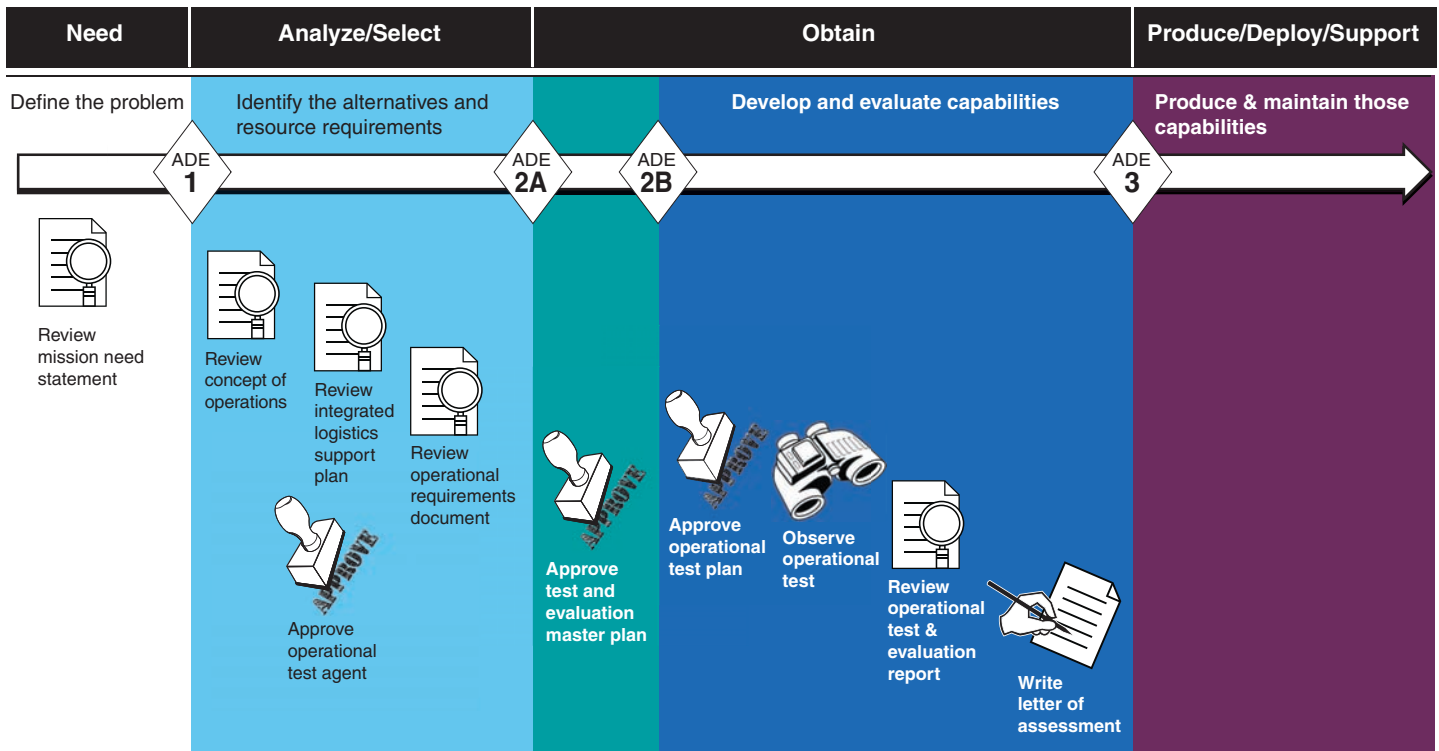 Need
Analyze/Select
Obtain
Produce/Deploy/Support
Define the problem
Identify the alternatives and
resource requirements
Develop and evaluate capabilities
Produce & maintain those
capabilities
ADE
1
ADE
2A
ADE
2B
ADE
3
Review
mission need
statement
Review
concept of
operations
Review
integrated
logistics
support
plan
Review
operational
requirements
document
APPROVE
Approve
operational
test agent
APPROVE
Approve
test and
evaluation
master plan
APPROVE
Approve
operational
test plan
Observe
operational
test
Review
operational
test &
evaluation
report
Write
letter of
assessment